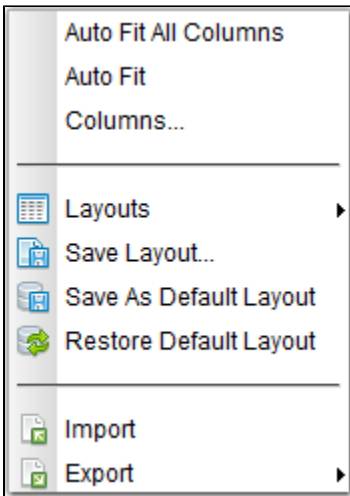 Auto Fit All Columns
Auto Fit
Columns...
Layouts
Save Layout...
Save As Default Layout
Restore Default Layout
Import
Export